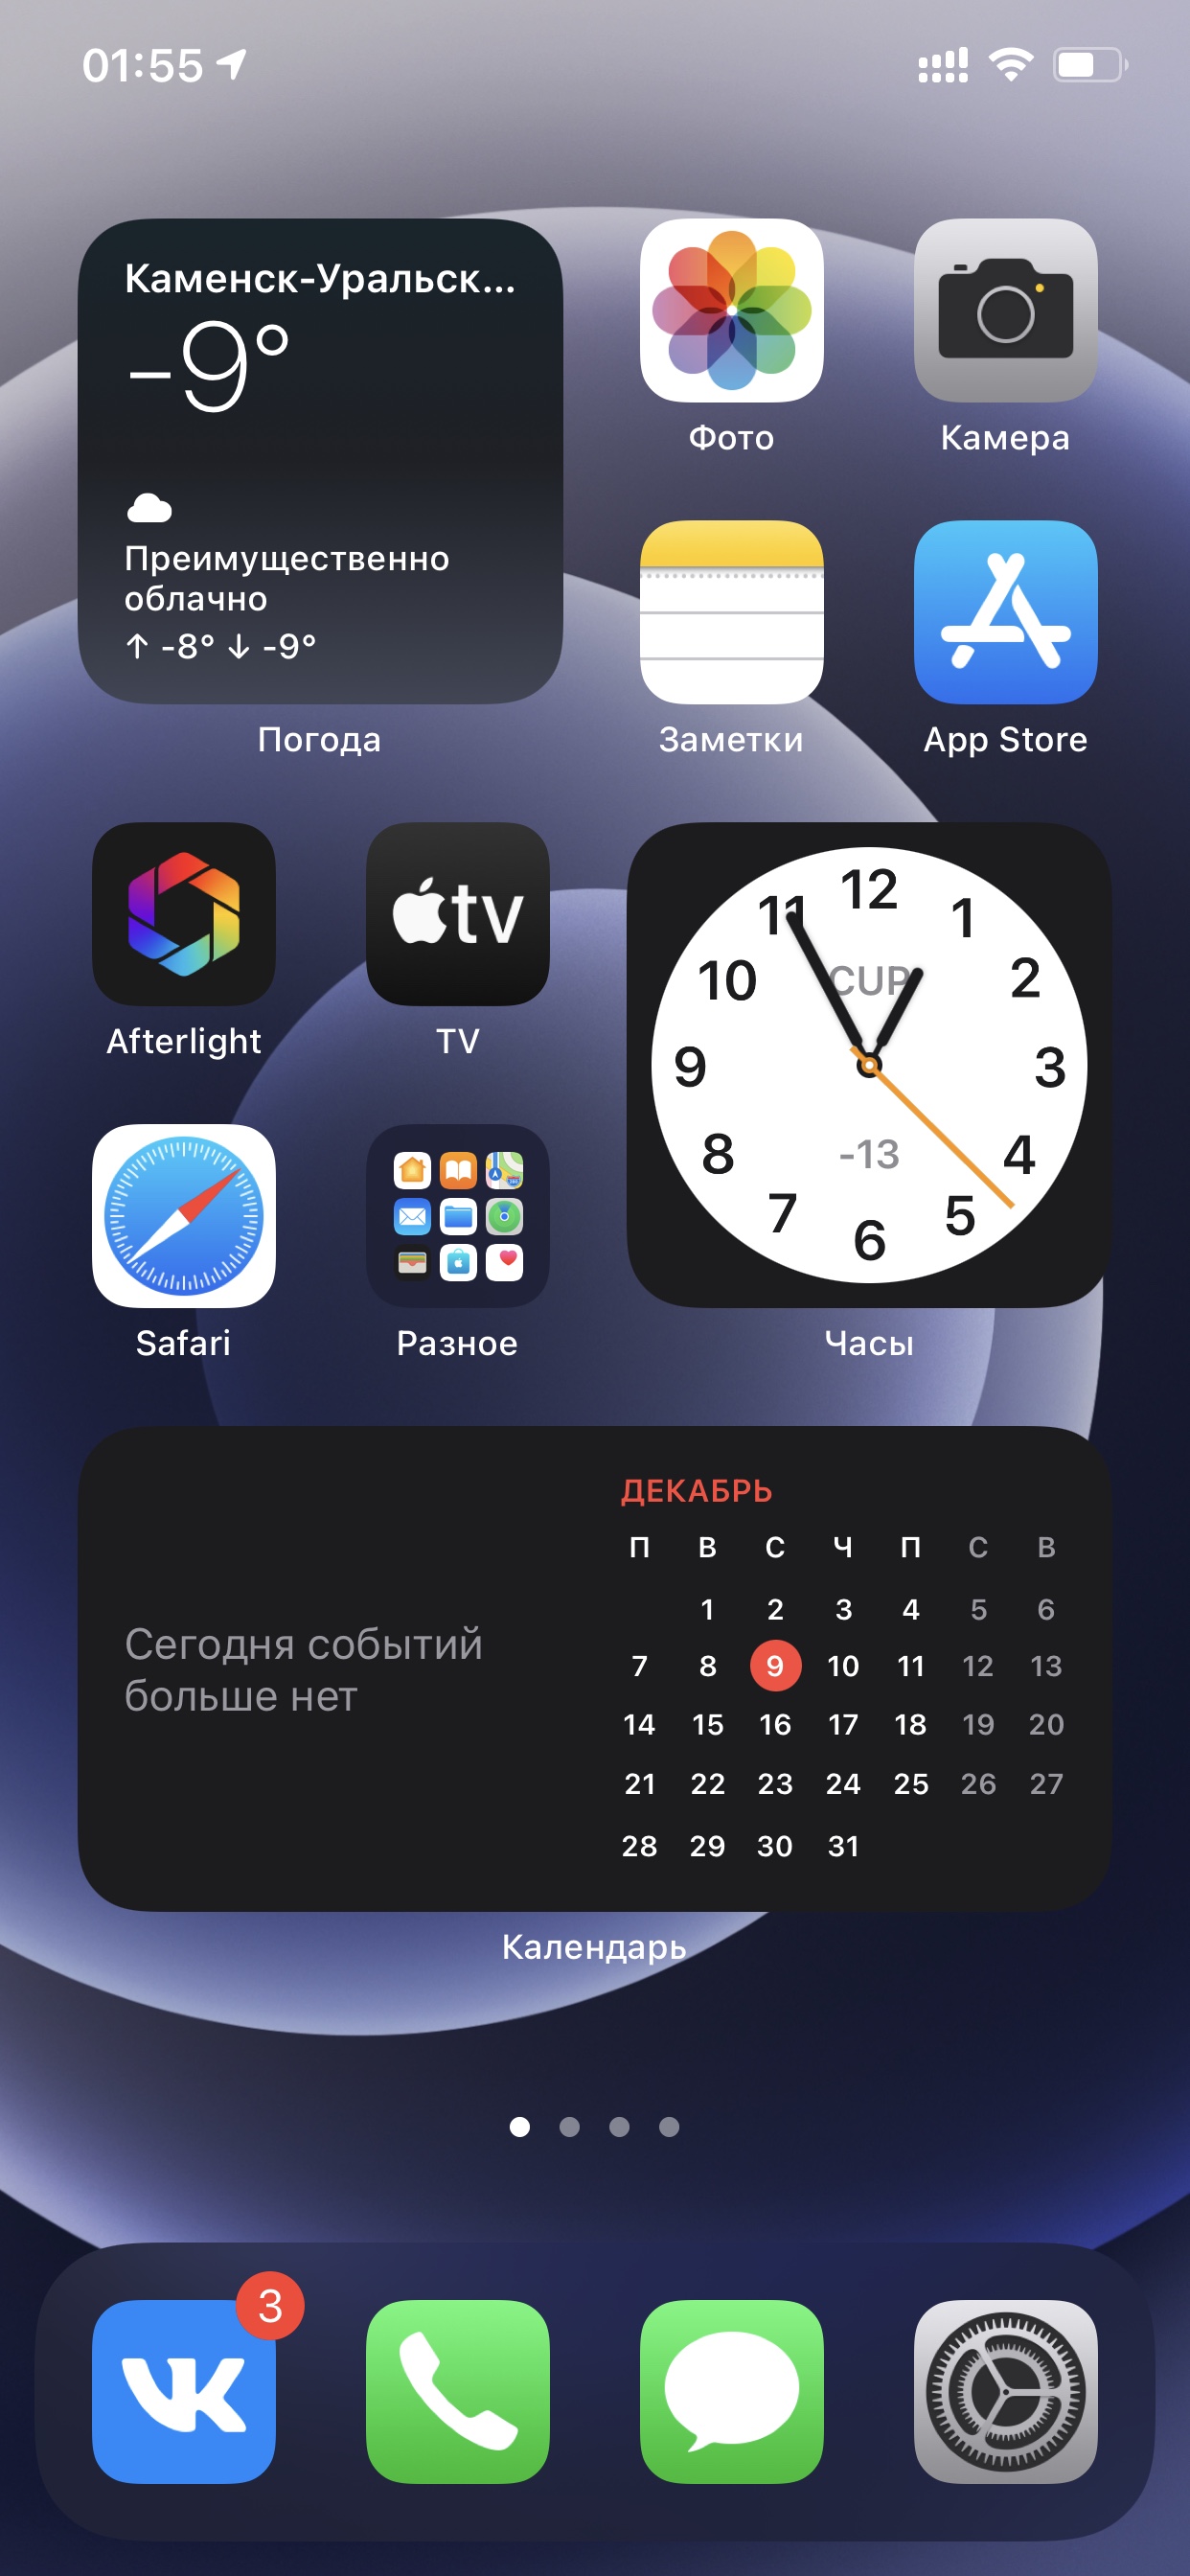 01:55
Каменск-Уральск...
-9°
Преимущественно
облачно
↑ -8° ↓ -9°
Погода
Фото
Камера
Заметки
App Store
tv
Afterlight
TV
12
11
1
CUP
10
2
9
3
8
-13
4
7
5
6
Safari
Разное
Часы
Сегодня событий
больше нет
ДЕКАБРЬ
П В С Ч П С В
1 2 3 4 5 6
7 8 9 10 11 12 13
14 15 16 17 18 19 20
21 22 23 24 25 26 27
28 29 30 31
Календарь
3